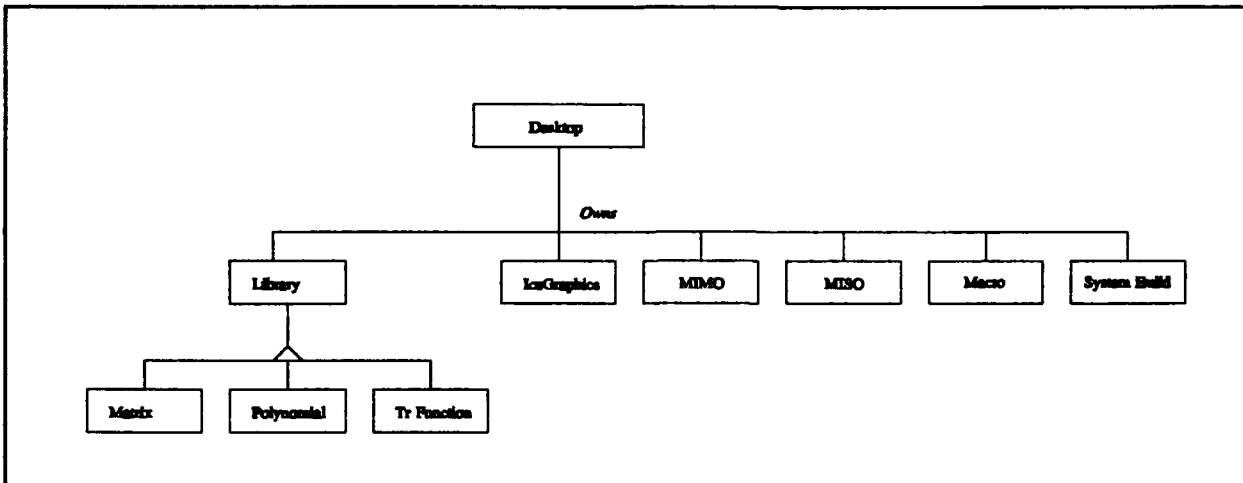 Desktop
Owns
Library
IcsGraphics
MIMO
MISO
Macro
System Build
Matrix
Polynomial
Tr Function